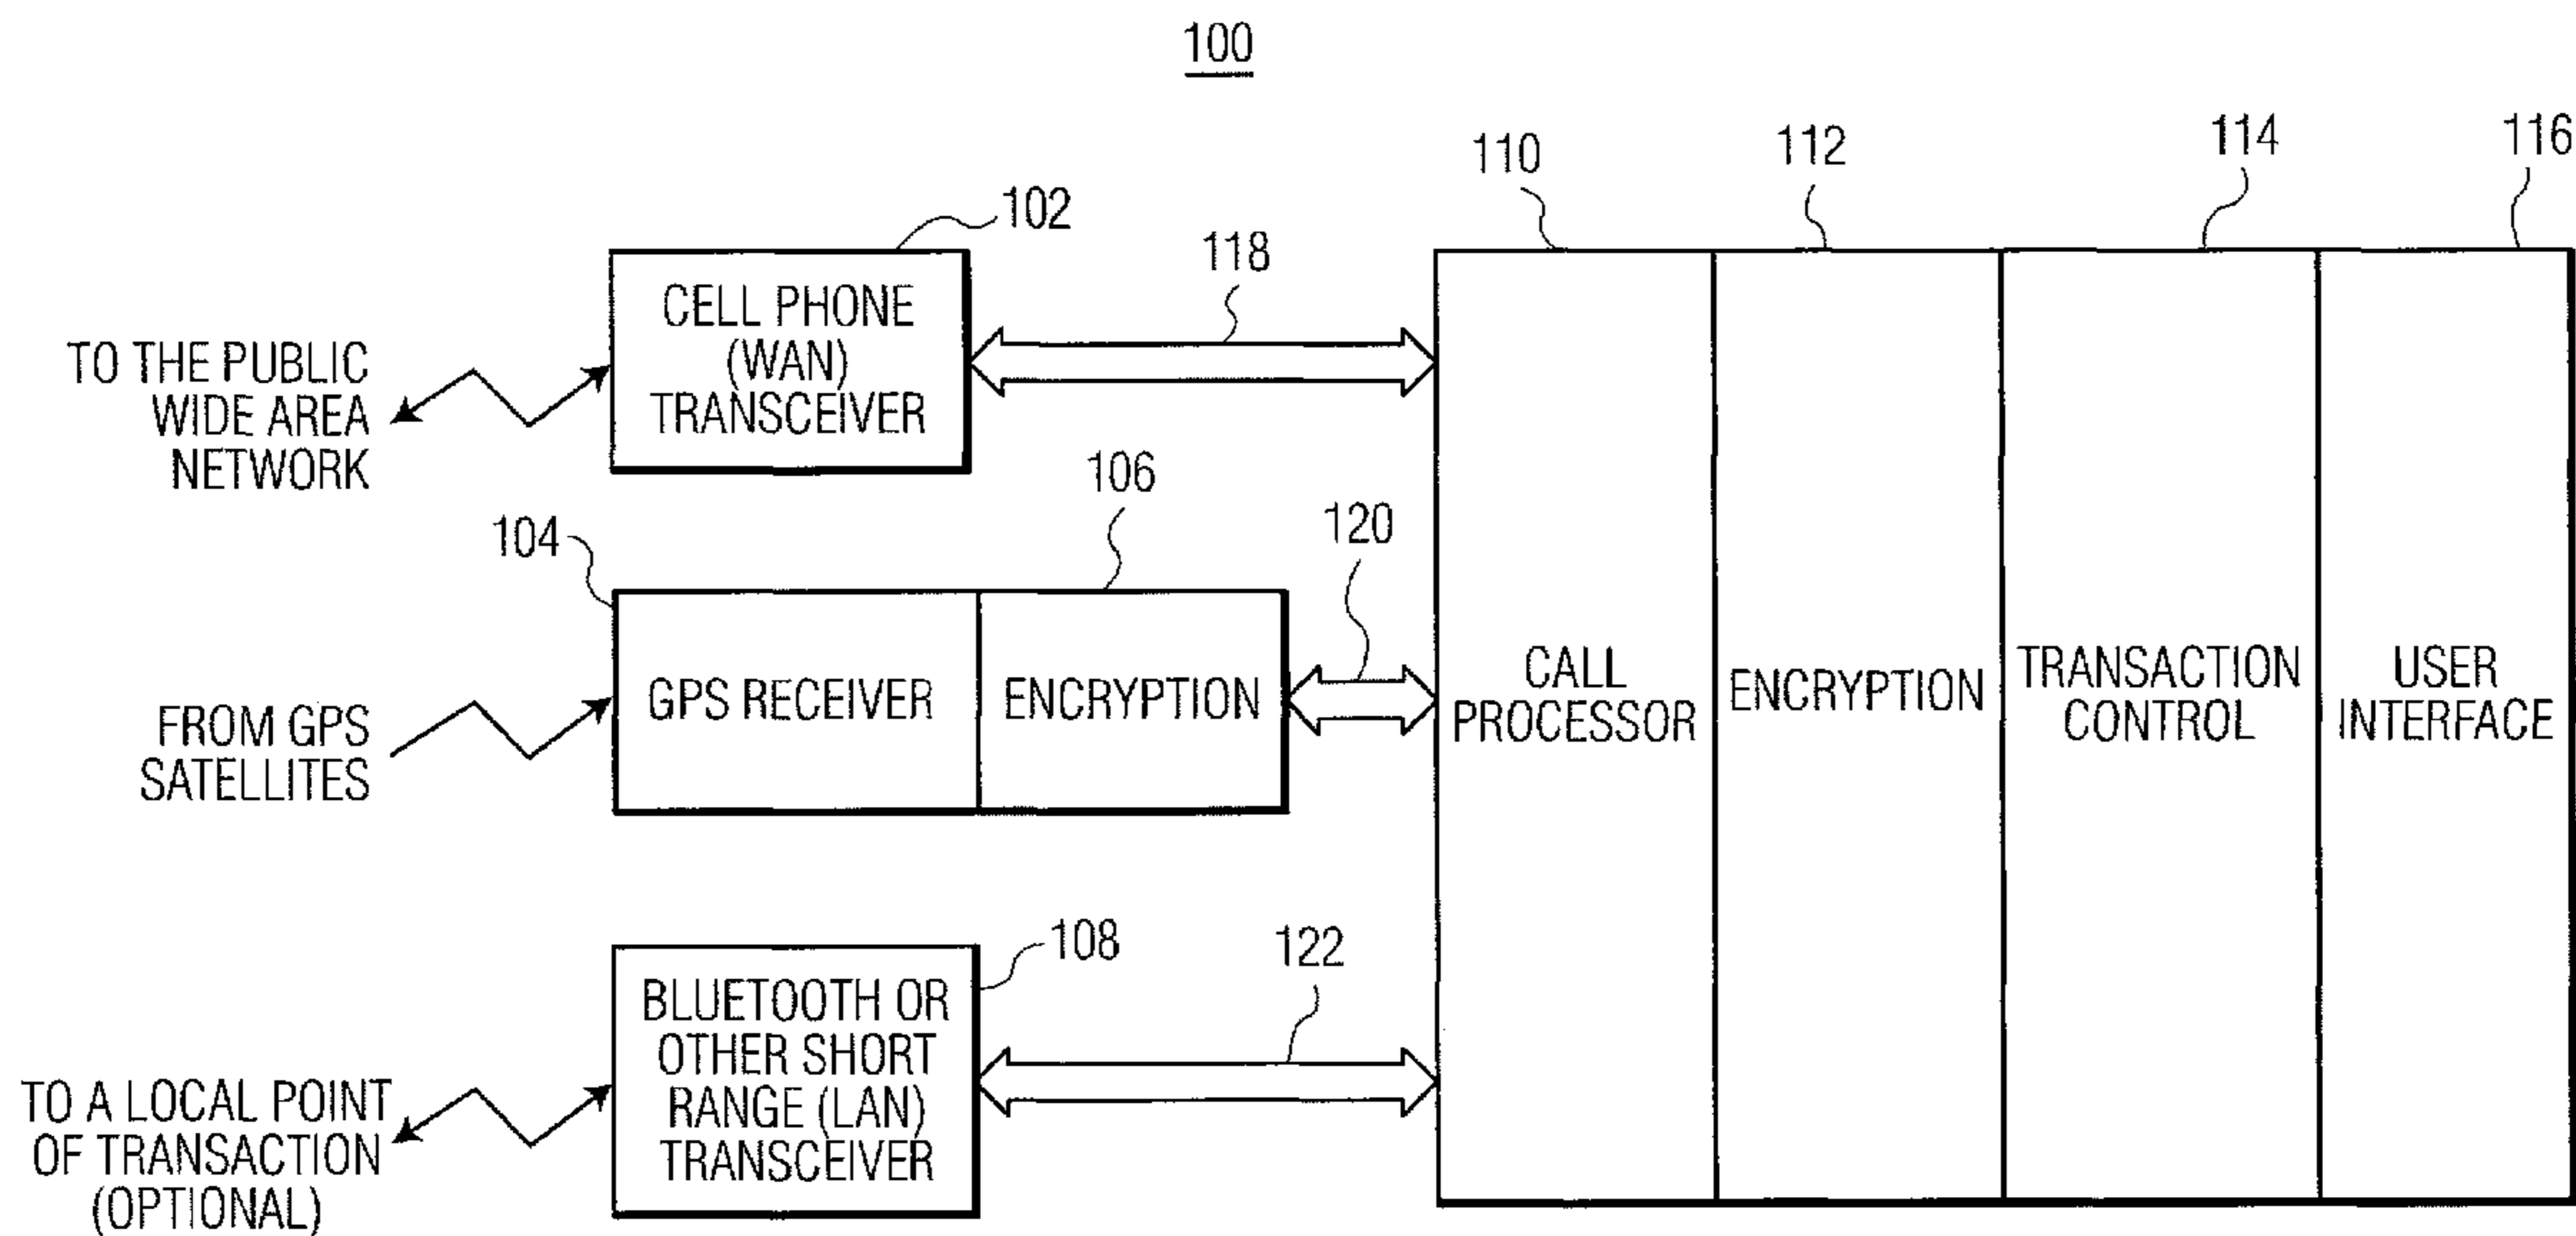 100
110
112
114
116
102
118
CELL PHONE
(WAN)
TRANSCEIVER
TO THE PUBLIC
WIDE AREA
NETWORK
106
104
120
GPS RECEIVER
ENCRYPTION
FROM GPS
SATELLITES
CALL
PROCESSOR
ENCRYPTION
TRANSACTION
CONTROL
USER
INTERFACE
108
122
BLUETOOTH OR
OTHER SHORT
RANGE (LAN)
TRANSCEIVER
TO A LOCAL POINT
OF TRANSACTION
(OPTIONAL)